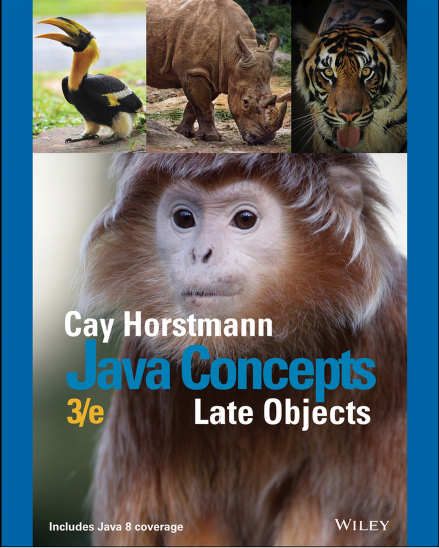 Cay Horstmann
Java Concepts
3/e Late Objects
Includes Java 8 coverage WILEY